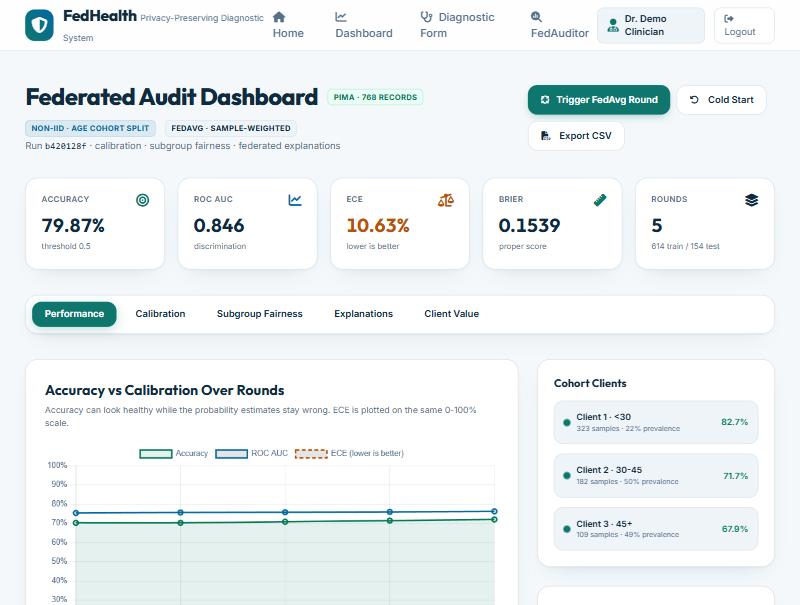 FedHealth Privacy-Preserving Diagnostic System
Home
Dashboard
Diagnostic Form
FedAuditor
Dr. Demo Clinician
Logout
Federated Audit Dashboard
PIMA · 768 RECORDS
NON-IID · AGE COHORT SPLIT
FEDAVG · SAMPLE-WEIGHTED
Run b420128f · calibration · subgroup fairness · federated explanations
Trigger FedAvg Round
Cold Start
Export CSV
ACCURACY
79.87%
threshold 0.5
ROC AUC
0.846
discrimination
ECE
10.63%
lower is better
BRIER
0.1539
proper score
ROUNDS
5
614 train / 154 test
Performance
Calibration
Subgroup Fairness
Explanations
Client Value
Accuracy vs Calibration Over Rounds
Accuracy can look healthy while the probability estimates stay wrong. ECE is plotted on the same 0-100%
scale.
Accuracy
ROC AUC
ECE (lower is better)
100%
90%
80%
70%
60%
50%
40%
30%
Cohort Clients
Client 1 · <30
323 samples · 22% prevalence
82.7%
Client 2 · 30-45
182 samples · 50% prevalence
71.7%
Client 3 · 45+
109 samples · 49% prevalence
67.9%